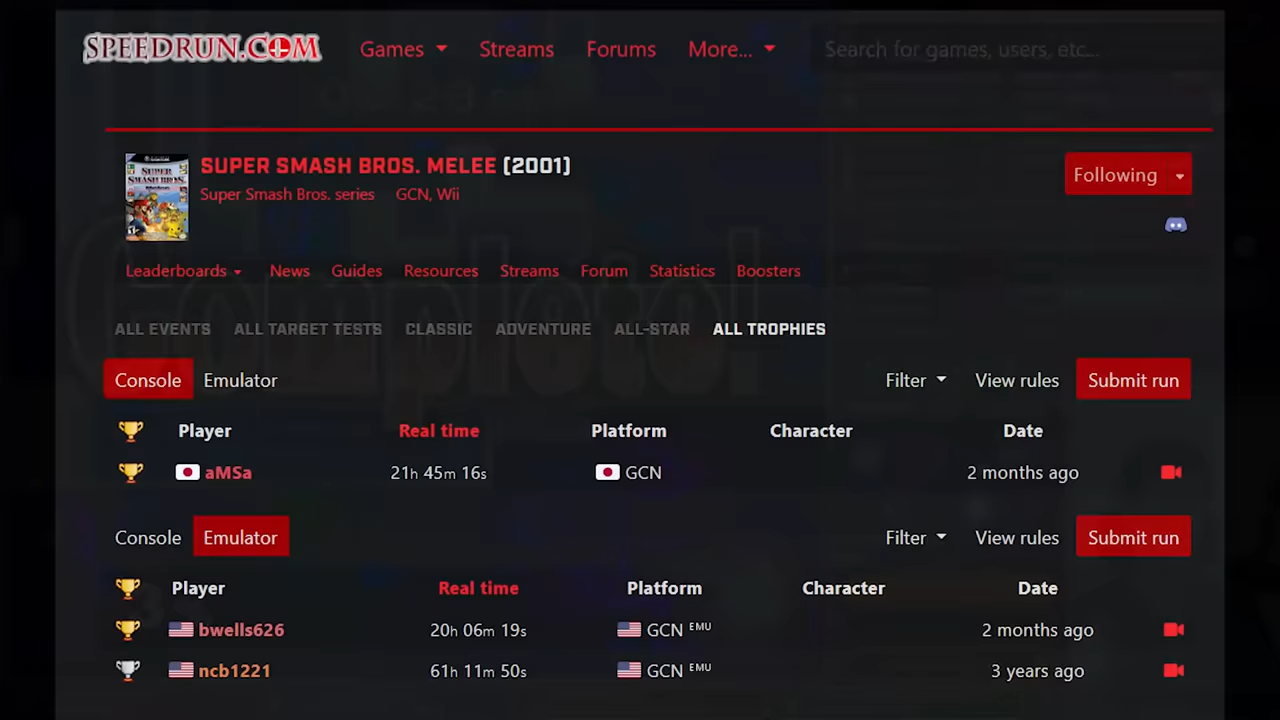 SPEEDRUN.COM Games Streams Forums More... Search for games, users, etc...
SUPER SMASH BROS. MELEE (2001)
Following
Super Smash Bros. series GCN, Wii
Leaderboards News Guides Resources Streams Forum Statistics Boosters
ALL EVENTS ALL TARGET TESTS CLASSIC ADVENTURE ALL-STAR ALL TROPHIES
Console Emulator Filter View rules Submit run
Player Real time Platform Character Date
aMSa 21h 45m 16s GCN 2 months ago
Console Emulator Filter View rules Submit run
Player Real time Platform Character Date
bwells626 20h 06m 19s GCN EMU 2 months ago
ncb1221 61h 11m 50s GCN EMU 3 years ago
Complete!